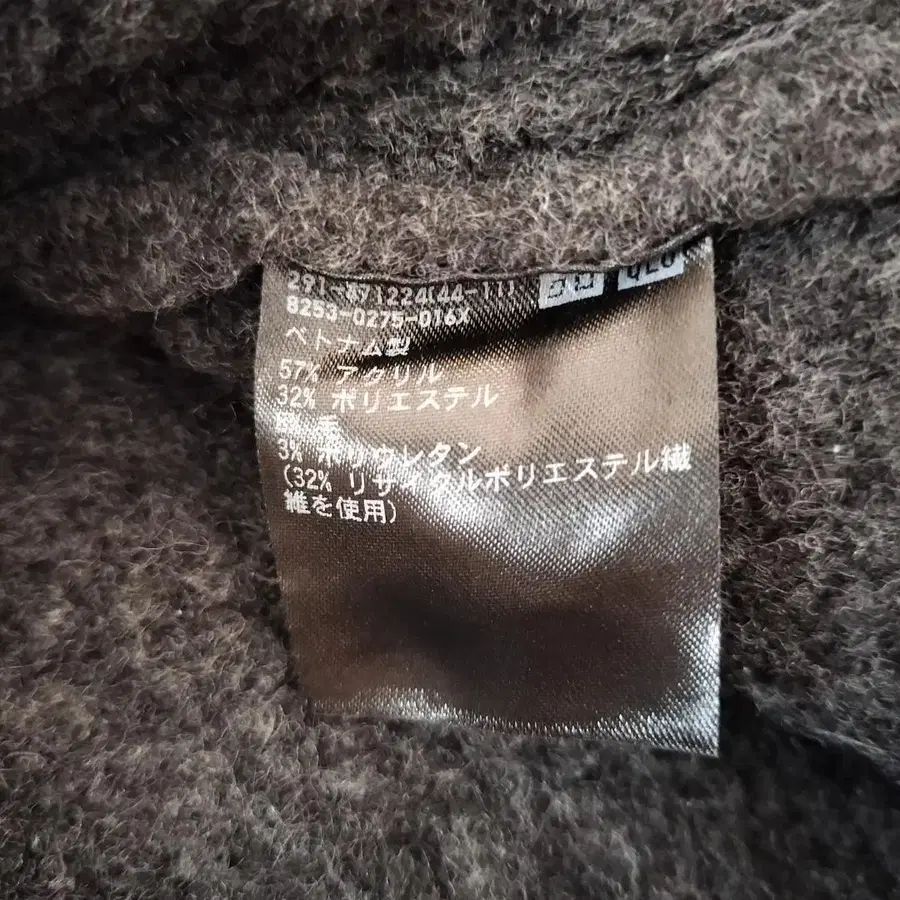 291-871224(44-11)
8253-0275-016X
ベトナム製
57% アクリル
32% ポリエステル
毛
3% ポリウレタン
(32% リサイクルポリエステル繊
維を使用)